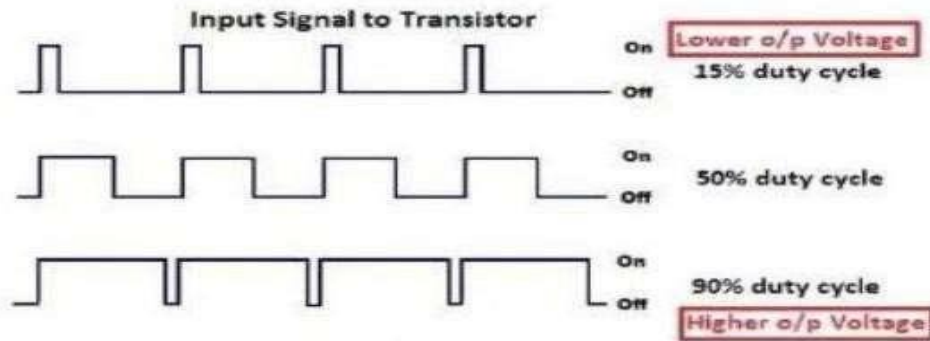 Input Signal to Transistor
On
Lower o/p Voltage
15% duty cycle
Off
On
50% duty cycle
Off
On
90% duty cycle
Off
Higher o/p Voltage